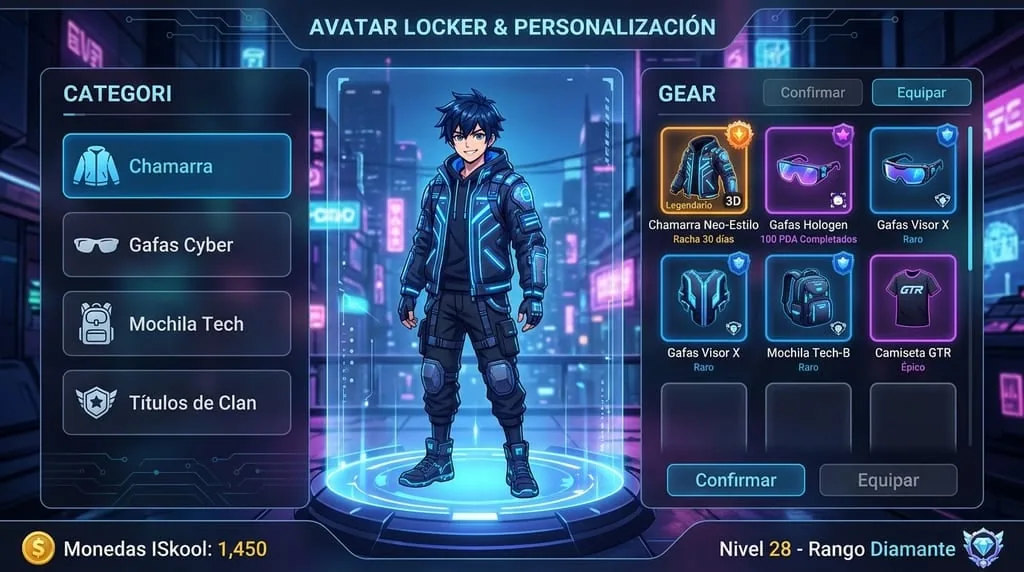 AVATAR LOCKER & PERSONALIZACIÓN
CATEGORI
Chamarra
Gafas Cyber
Mochila Tech
Títulos de Clan
GEAR
Confirmar
Equipar
Legendario
3D
Chamarra Neo-Estilo
Racha 30 días
Gafas Hologen
100 PDA Completados
Gafas Visor X
Raro
Gafas Visor X
Raro
Mochila Tech-B
Raro
GTR
Camiseta GTR
Épico
Confirmar
Equipar
$
Monedas ISkool: 1,450
Nivel 28 - Rango Diamante